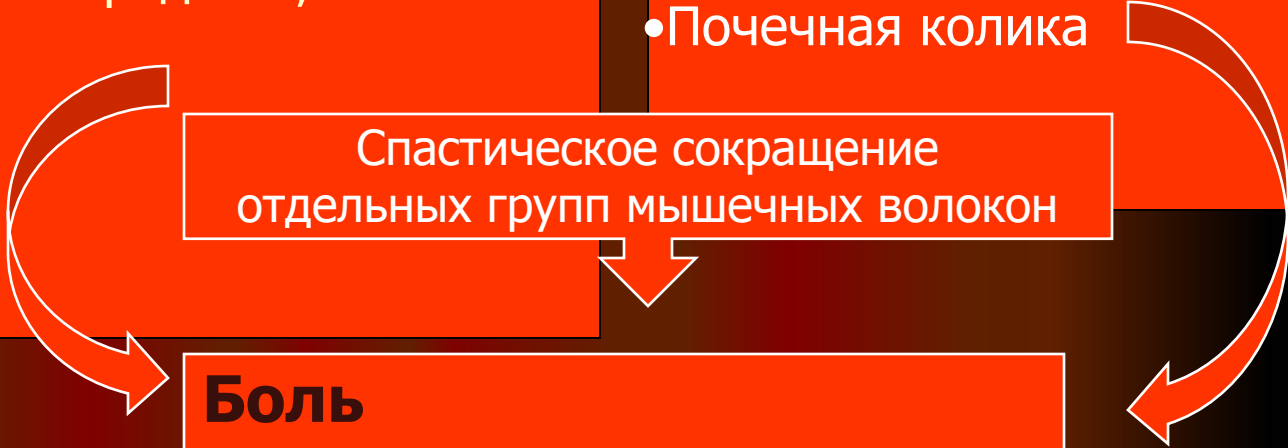 •Почечная колика
Спастическое сокращение
отдельных групп мышечных волокон
Боль